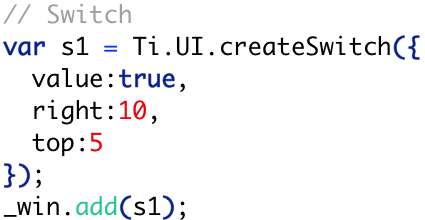 // Switch
var s1 = Ti.UI.createSwitch({
  value:true,
  right:10,
  top:5
});
_win.add(s1);